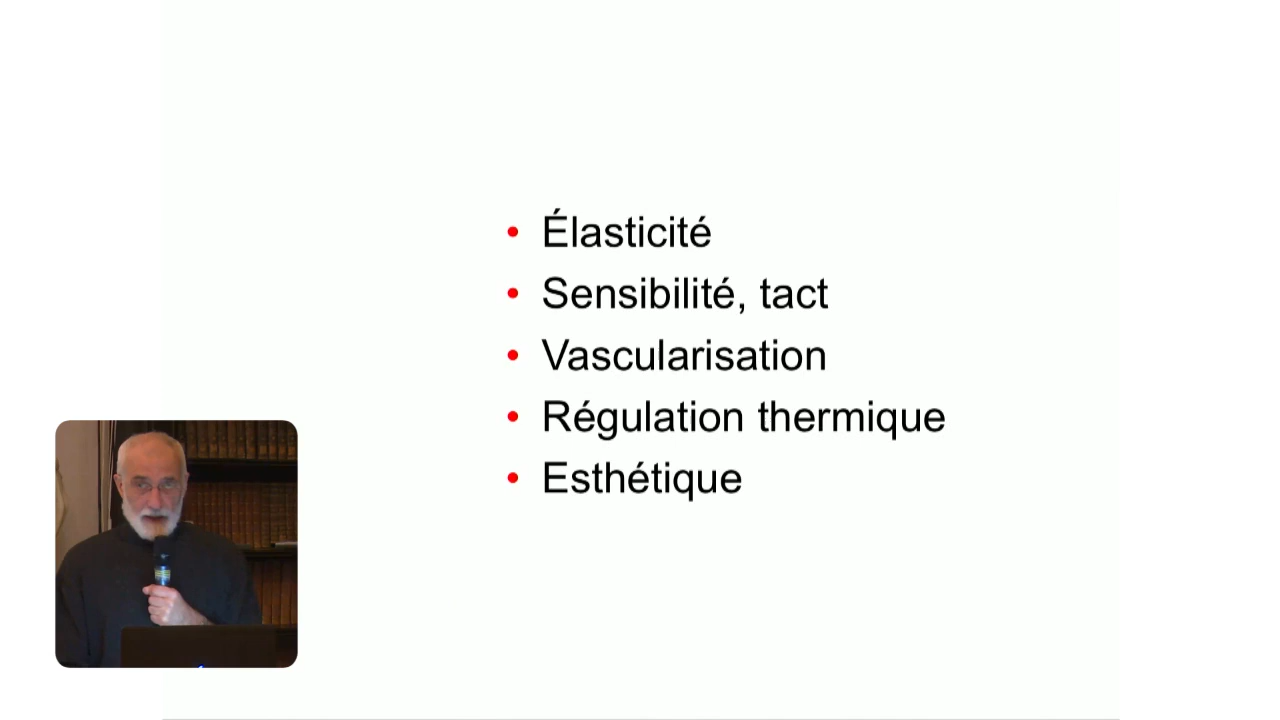 • Élasticité
• Sensibilité, tact
• Vascularisation
• Régulation thermique
• Esthétique